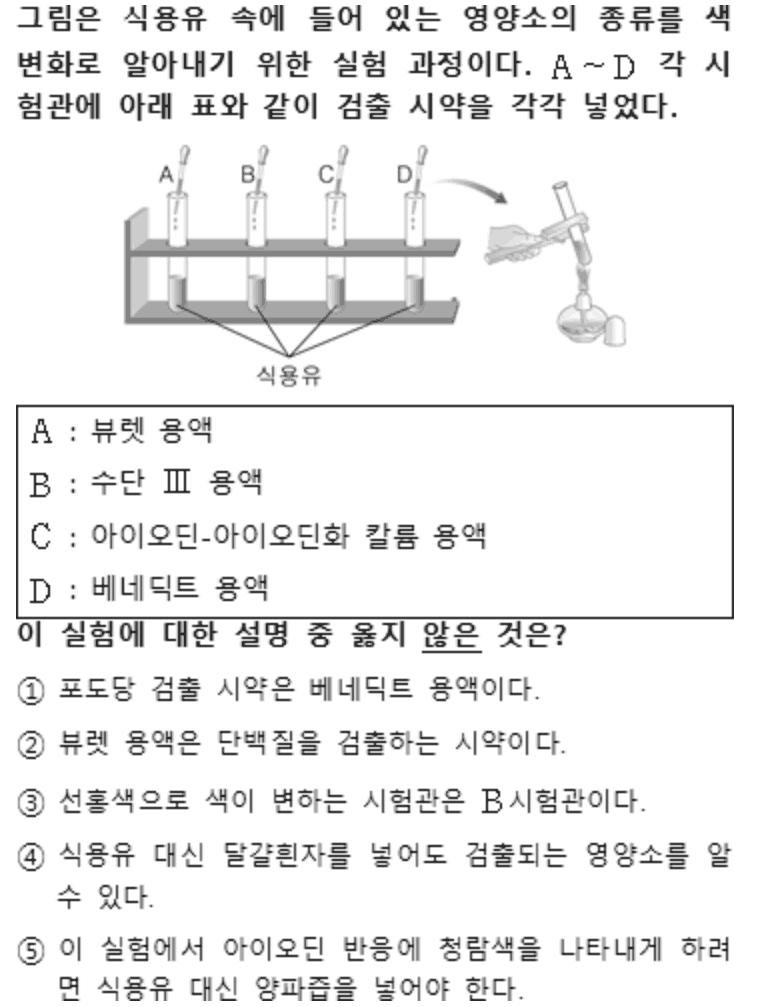 그림은 식용유 속에 들어 있는 영양소의 종류를 색
변화로 알아내기 위한 실험 과정이다. A ~ D 각 시
험관에 아래 표와 같이 검출 시약을 각각 넣었다.
A B C D
식용유
A : 뷰렛 용액
B : 수단 Ⅲ 용액
C : 아이오딘-아이오딘화 칼륨 용액
D : 베네딕트 용액
이 실험에 대한 설명 중 옳지 않은 것은?
① 포도당 검출 시약은 베네딕트 용액이다.
② 뷰렛 용액은 단백질을 검출하는 시약이다.
③ 선홍색으로 색이 변하는 시험관은 B시험관이다.
④ 식용유 대신 달걀흰자를 넣어도 검출되는 영양소를 알
수 있다.
⑤ 이 실험에서 아이오딘 반응에 청람색을 나타내게 하려
면 식용유 대신 양파즙을 넣어야 한다.